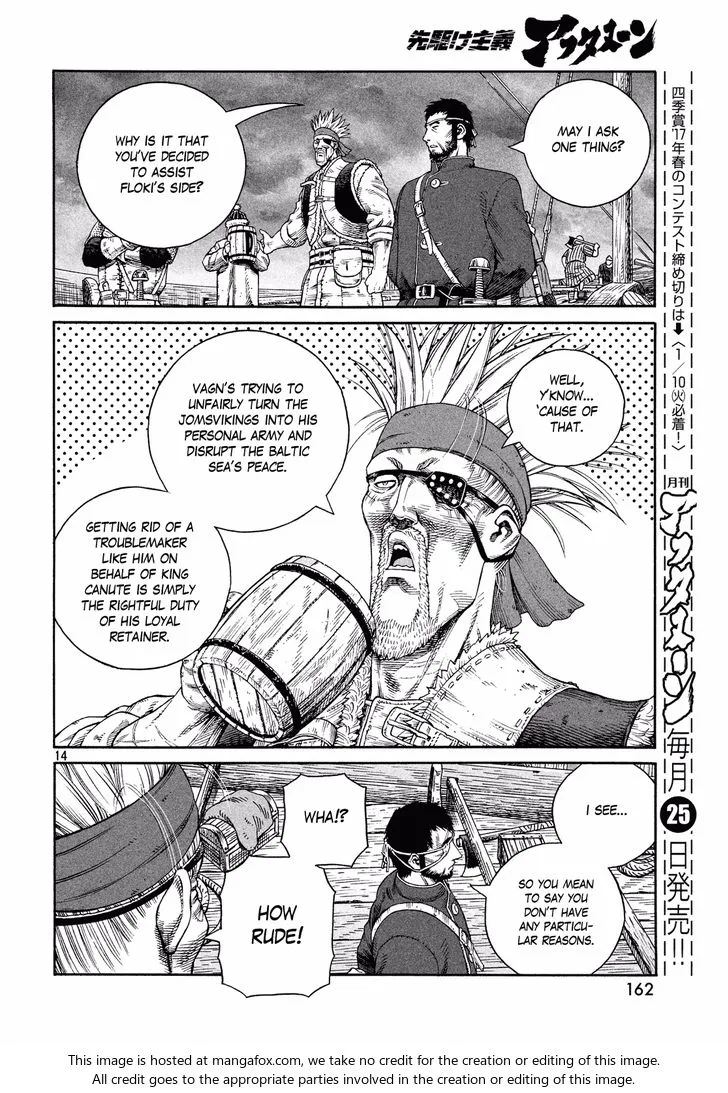 先駆け主義 アフタヌーン
MAY I ASK
ONE THING?
WHY IS IT THAT
YOU'VE DECIDED
TO ASSIST
FLOKI'S SIDE?
WELL,
Y'KNOW...
'CAUSE OF
THAT.
VAGN'S TRYING TO
UNFAIRLY TURN THE
JOMSVIKINGS INTO HIS
PERSONAL ARMY AND
DISRUPT THE BALTIC
SEA'S PEACE.
GETTING RID OF A
TROUBLEMAKER
LIKE HIM ON
BEHALF OF KING
CANUTE IS SIMPLY
THE RIGHTFUL DUTY
OF HIS LOYAL
RETAINER.
14
I SEE...
SO YOU MEAN
TO SAY YOU
DON'T HAVE
ANY PARTICU-
LAR REASONS.
WHA!?
HOW
RUDE!
162
四季賞'17年春のコンテスト締め切りは➡〈1/10㈫必着!〉
月刊アフタヌーン毎月25日発売!!!
This image is hosted at mangafox.com, we take no credit for the creation or editing of this image.
All credit goes to the appropriate parties involved in the creation or editing of this image.